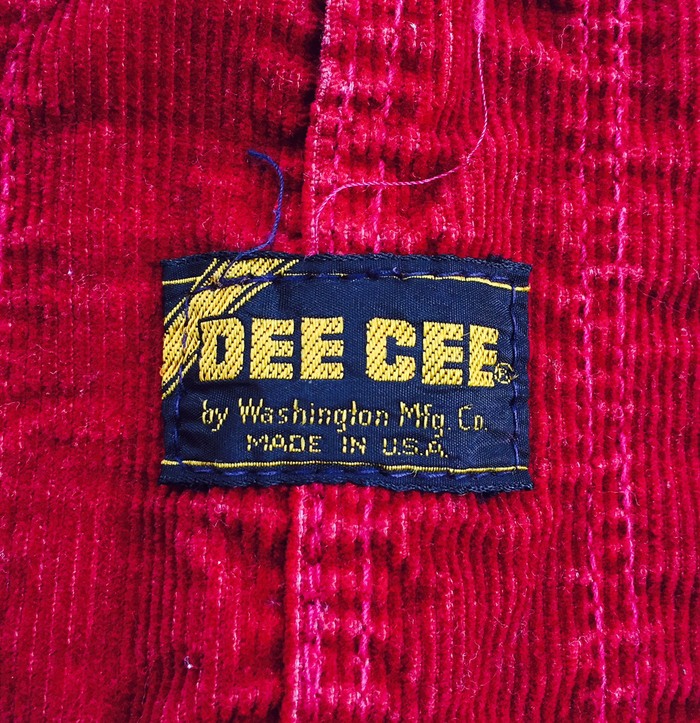 DEE CEE®
by Washington Mfg. Co.
MADE IN U.S.A.